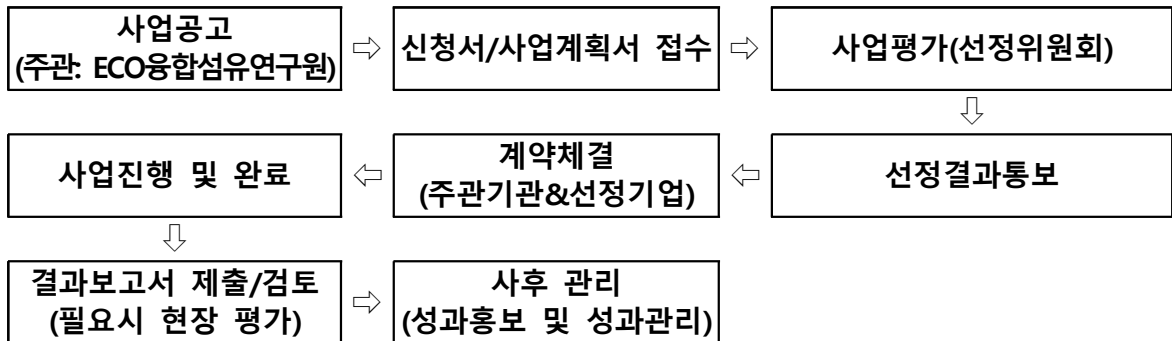 사업공고
(주관: ECO융합섬유연구원)
⇨
신청서/사업계획서 접수
⇨
사업평가(선정위원회)
⇩
선정결과통보
⇦
계약체결
(주관기관&선정기업)
⇦
사업진행 및 완료
⇩
결과보고서 제출/검토
(필요시 현장 평가)
⇨
사후 관리
(성과홍보 및 성과관리)